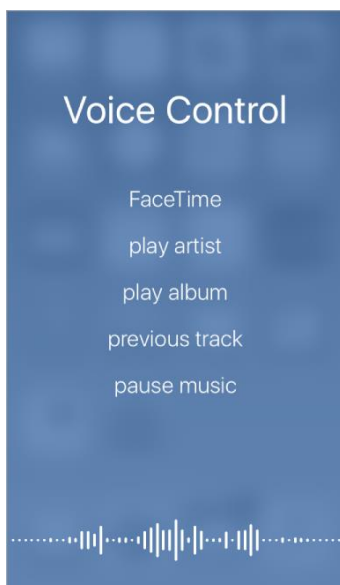 Voice Control
FaceTime
play artist
play album
previous track
pause music